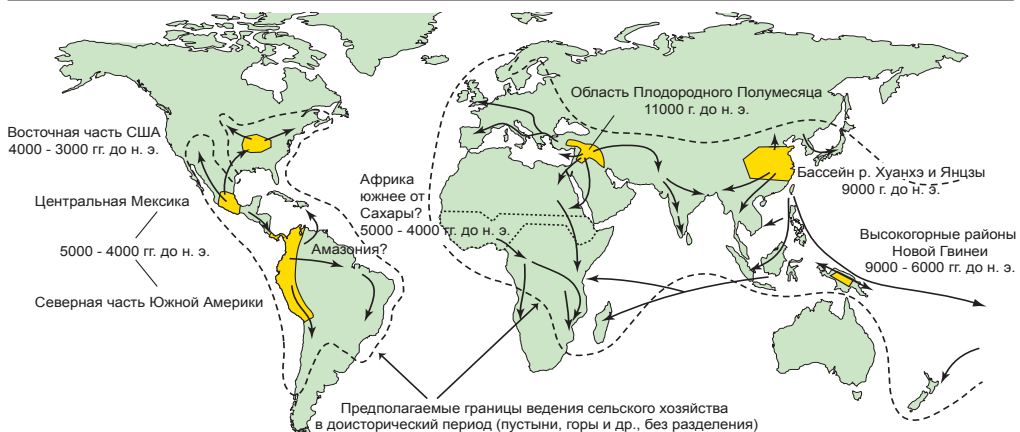 Область Плодородного Полумесяца
11000 г. до н. э.
Восточная часть США
4000 - 3000 гг. до н. э.
Бассейн р. Хуанхэ и Янцзы
9000 г. до н. э.
Африка
южнее от
Сахары?
5000 - 4000 гг. до н. э.
Центральная Мексика
5000 - 4000 гг. до н. э.
Северная часть Южной Америки
Амазония?
Высокогорные районы
Новой Гвинеи
9000 - 6000 гг. до н. э.
Предполагаемые границы ведения сельского хозяйства
в доисторический период (пустыни, горы и др., без разделения)